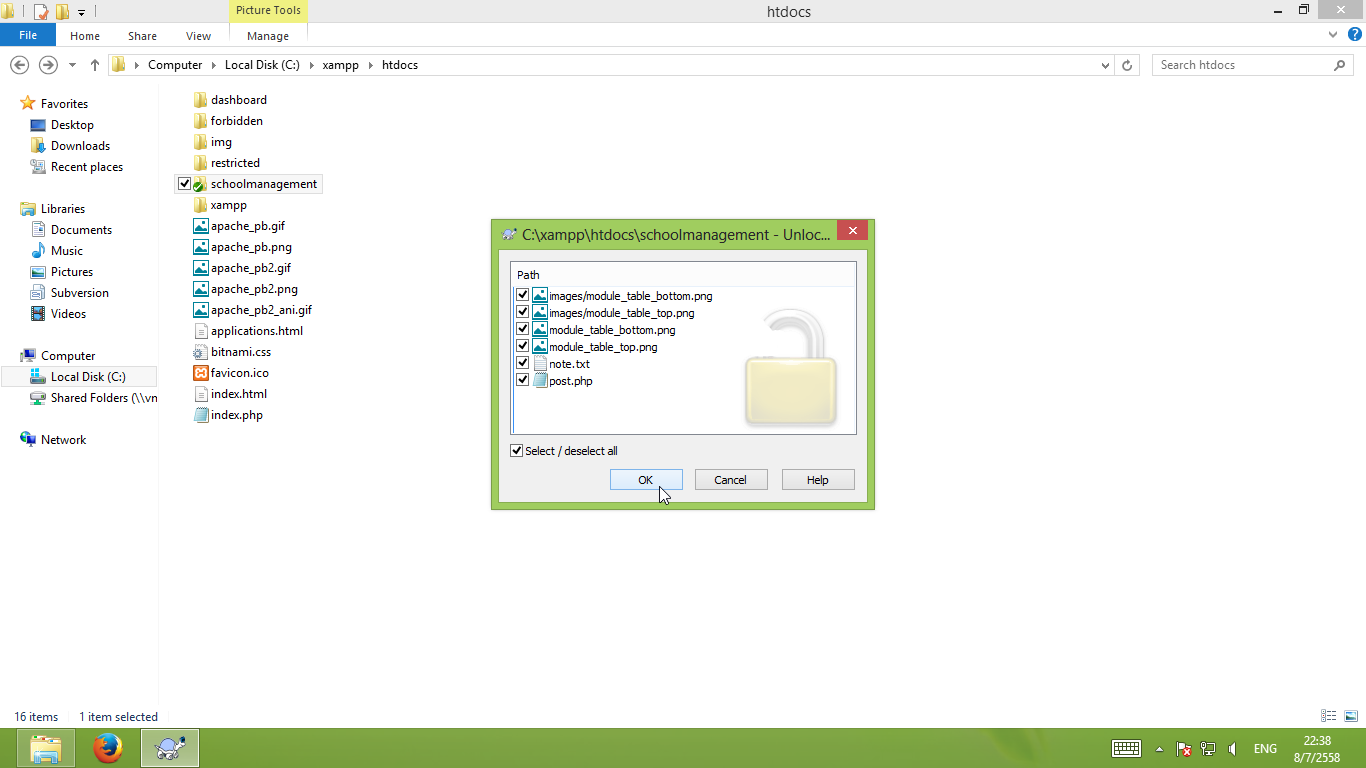 Picture Tools
htdocs
File
Home
Share
View
Manage
Computer
Local Disk (C:)
xampp
htdocs
Search htdocs
Favorites
Desktop
Downloads
Recent places
Libraries
Documents
Music
Pictures
Subversion
Videos
Computer
Local Disk (C:)
Shared Folders (\\vn
Network
dashboard
forbidden
img
restricted
schoolmanagement
xampp
apache_pb.gif
apache_pb.png
apache_pb2.gif
apache_pb2.png
apache_pb2_ani.gif
applications.html
bitnami.css
favicon.ico
index.html
index.php
C:\xampp\htdocs\schoolmanagement - Unloc...
Path
images/module_table_bottom.png
images/module_table_top.png
module_table_bottom.png
module_table_top.png
note.txt
post.php
Select / deselect all
OK
Cancel
Help
16 items
1 item selected
ENG
22:38
8/7/2558